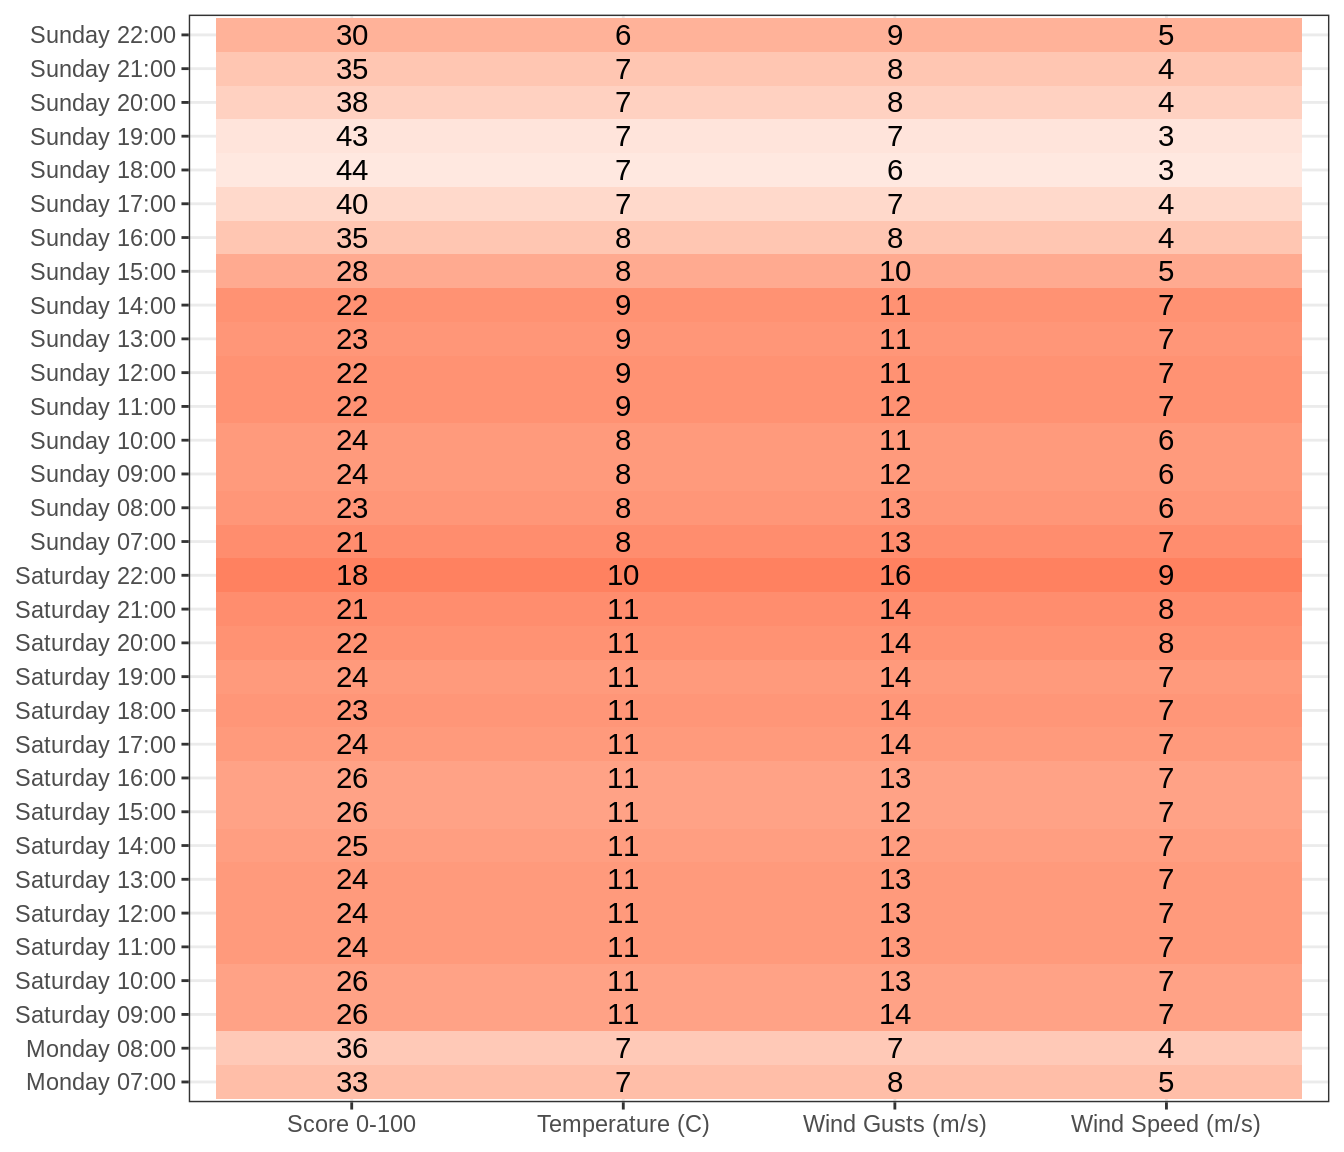 Sunday 22:00 30 6 9 5
Sunday 21:00 35 7 8 4
Sunday 20:00 38 7 8 4
Sunday 19:00 43 7 7 3
Sunday 18:00 44 7 6 3
Sunday 17:00 40 7 7 4
Sunday 16:00 35 8 8 4
Sunday 15:00 28 8 10 5
Sunday 14:00 22 9 11 7
Sunday 13:00 23 9 11 7
Sunday 12:00 22 9 11 7
Sunday 11:00 22 9 12 7
Sunday 10:00 24 8 11 6
Sunday 09:00 24 8 12 6
Sunday 08:00 23 8 13 6
Sunday 07:00 21 8 13 7
Saturday 22:00 18 10 16 9
Saturday 21:00 21 11 14 8
Saturday 20:00 22 11 14 8
Saturday 19:00 24 11 14 7
Saturday 18:00 23 11 14 7
Saturday 17:00 24 11 14 7
Saturday 16:00 26 11 13 7
Saturday 15:00 26 11 12 7
Saturday 14:00 25 11 12 7
Saturday 13:00 24 11 13 7
Saturday 12:00 24 11 13 7
Saturday 11:00 24 11 13 7
Saturday 10:00 26 11 13 7
Saturday 09:00 26 11 14 7
Monday 08:00 36 7 7 4
Monday 07:00 33 7 8 5
Score 0-100 Temperature (C) Wind Gusts (m/s) Wind Speed (m/s)